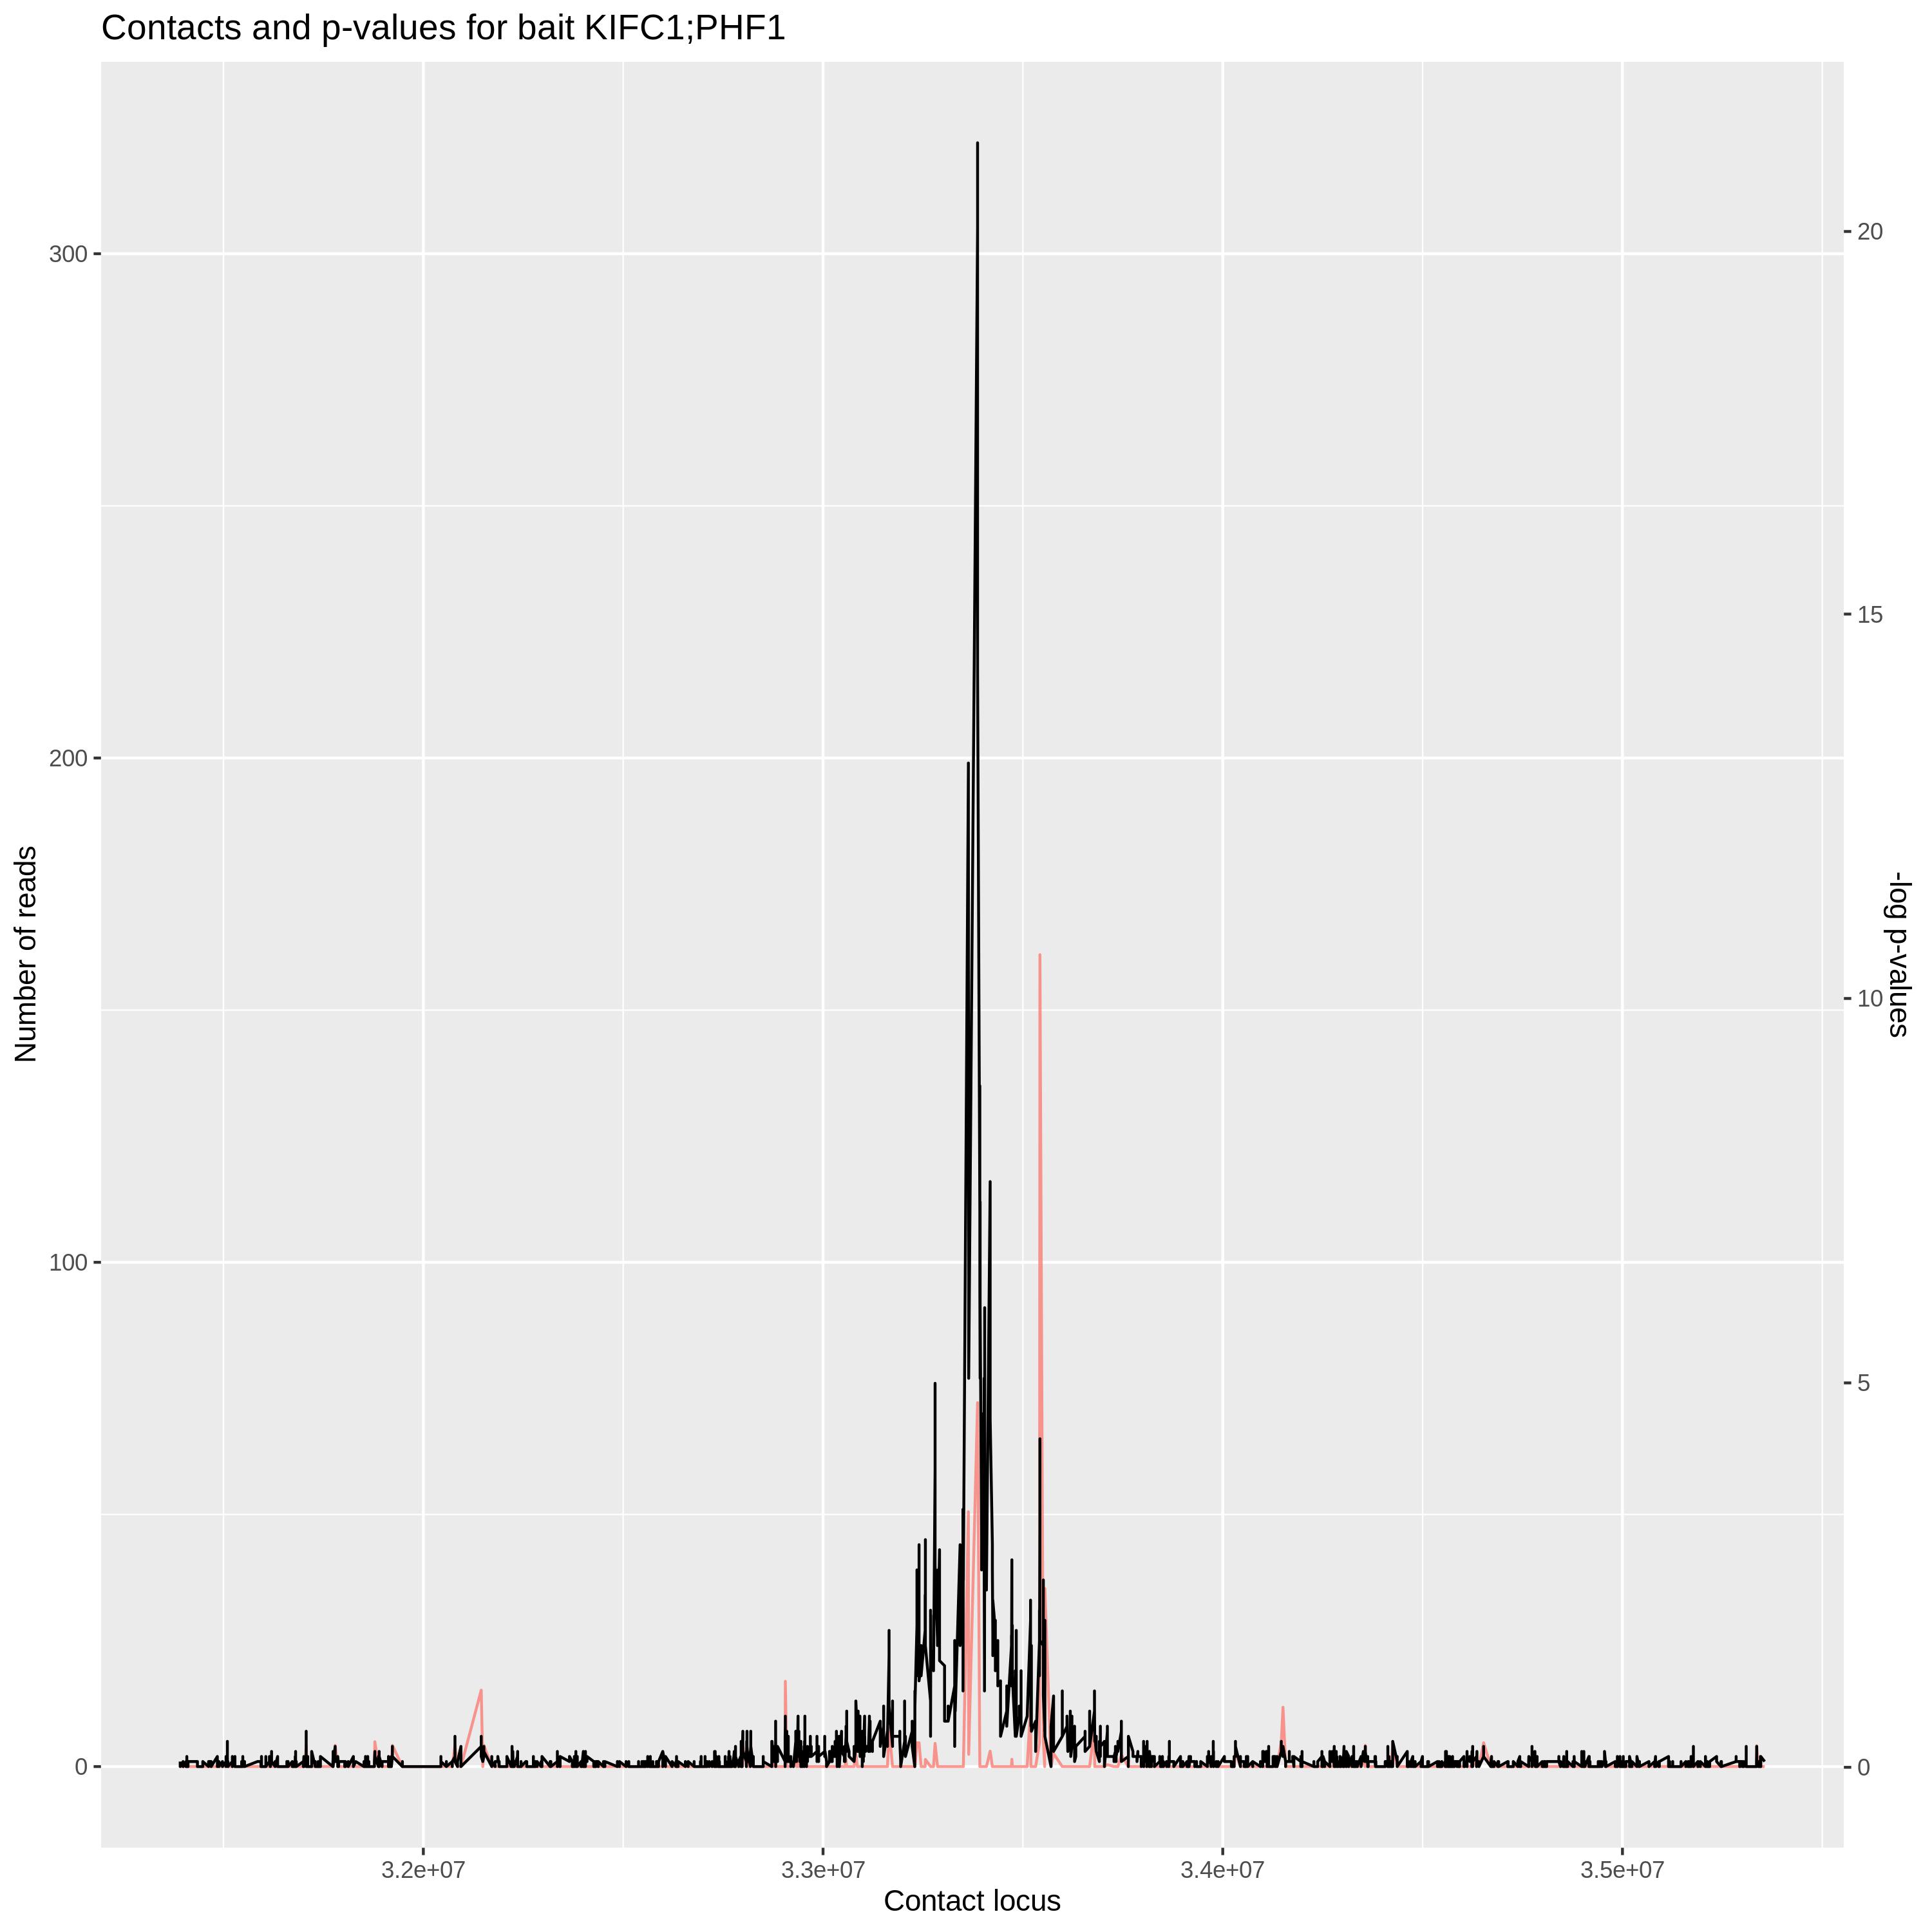 Contacts and p-values for bait KIFC1;PHF1
300
200
100
0
Number of reads
20
15
10
5
0
-log p-values
3.2e+07
3.3e+07
3.4e+07
3.5e+07
Contact locus